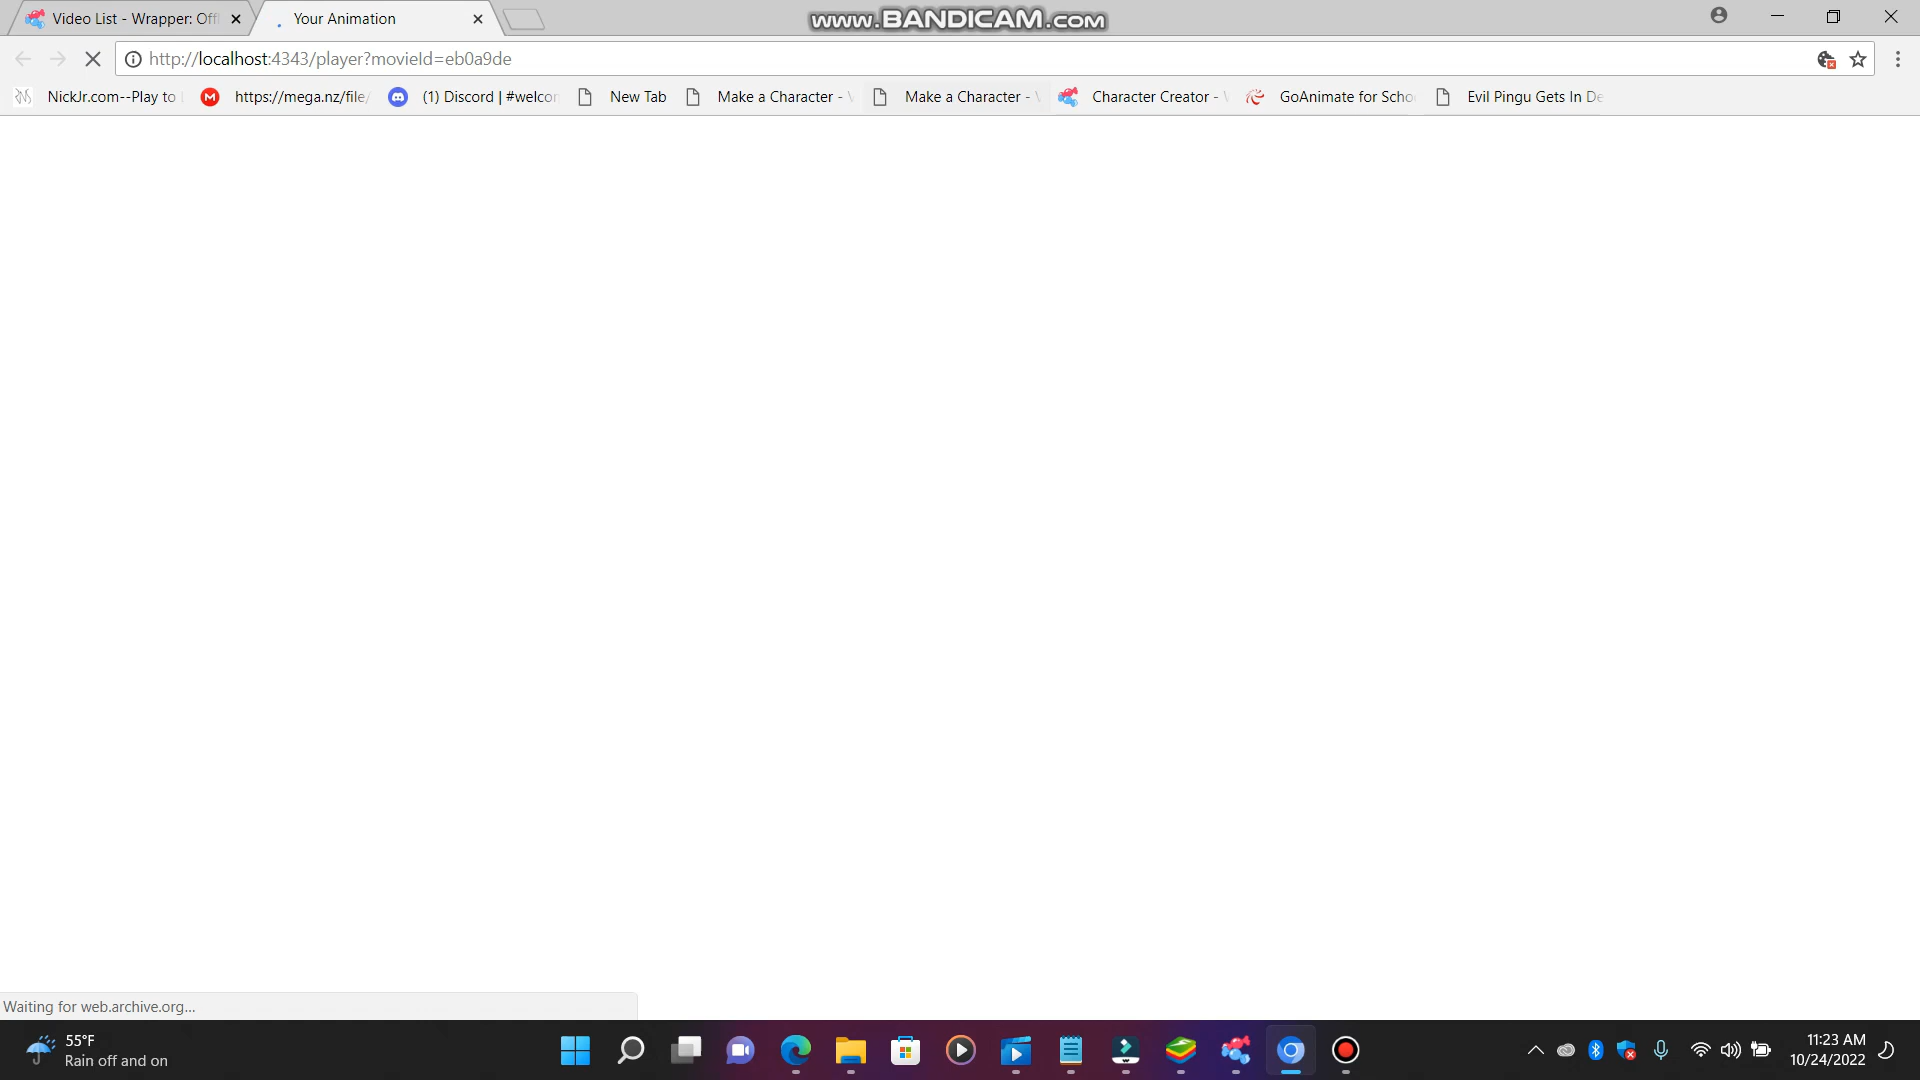 Video List - Wrapper: Off
Your Animation
www.BANDICAM.com
http://localhost:4343/player?movieId=eb0a9de
NickJr.com--Play to
https://mega.nz/file/
(1) Discord | #welcom
New Tab
Make a Character -
Make a Character -
Character Creator -
GoAnimate for Scho
Evil Pingu Gets In De
Waiting for web.archive.org...
55°F
Rain off and on
11:23 AM
10/24/2022